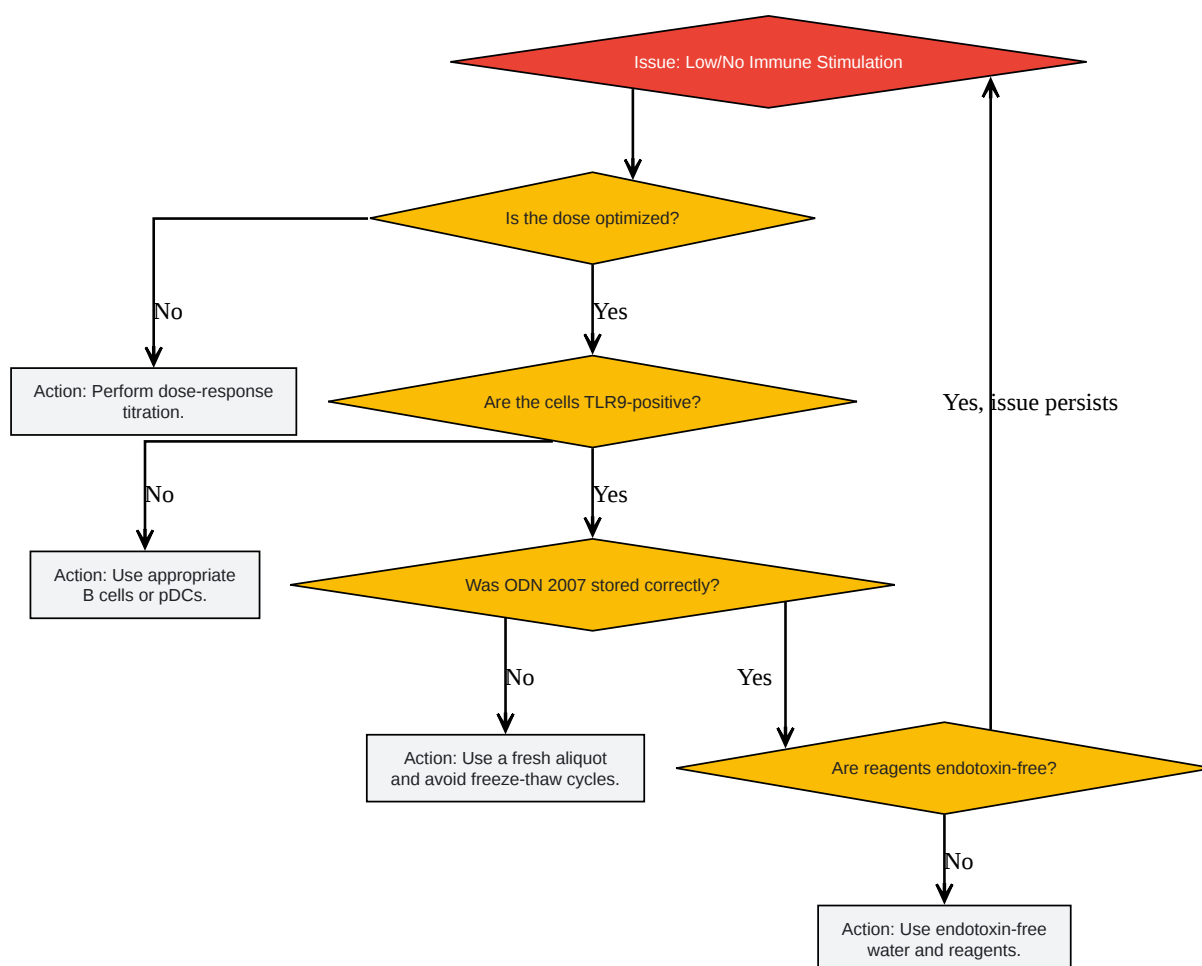 Issue: Low/No Immune Stimulation
Is the dose optimized?
No
Yes
Action: Perform dose-response
titration.
Are the cells TLR9-positive?
Yes, issue persists
No
Yes
Action: Use appropriate
B cells or pDCs.
Was ODN 2007 stored correctly?
No
Yes
Action: Use a fresh aliquot
and avoid freeze-thaw cycles.
Are reagents endotoxin-free?
No
Action: Use endotoxin-free
water and reagents.